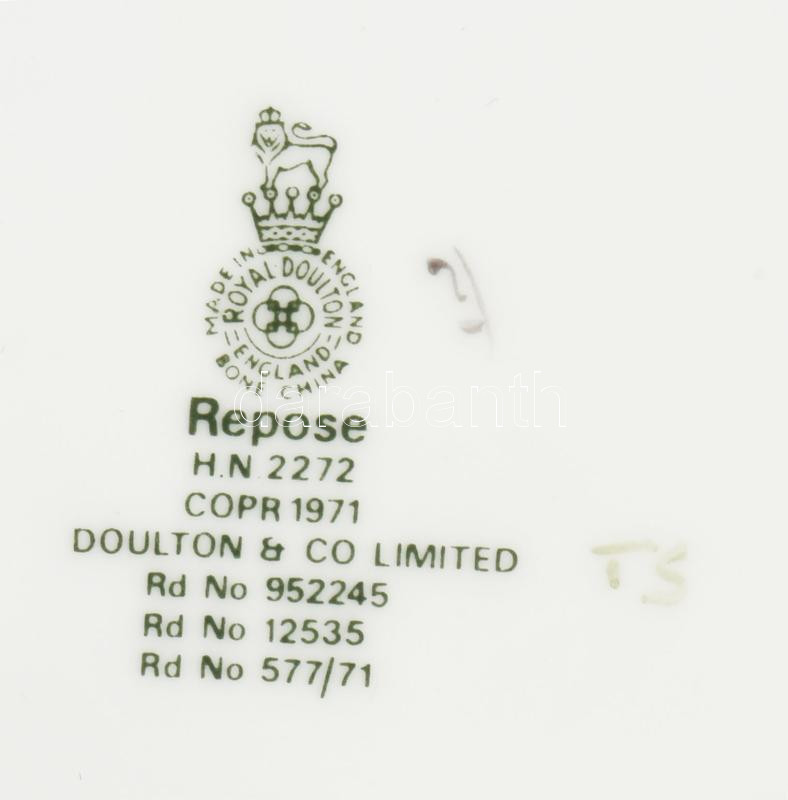 MADE IN ENGLAND
ROYAL DOULTON
ENGLAND
BONE CHINA
darabanth
Repose
H.N. 2272
COPR 1971
DOULTON & CO LIMITED
Rd No 952245
Rd No 12535
Rd No 577/71
TS